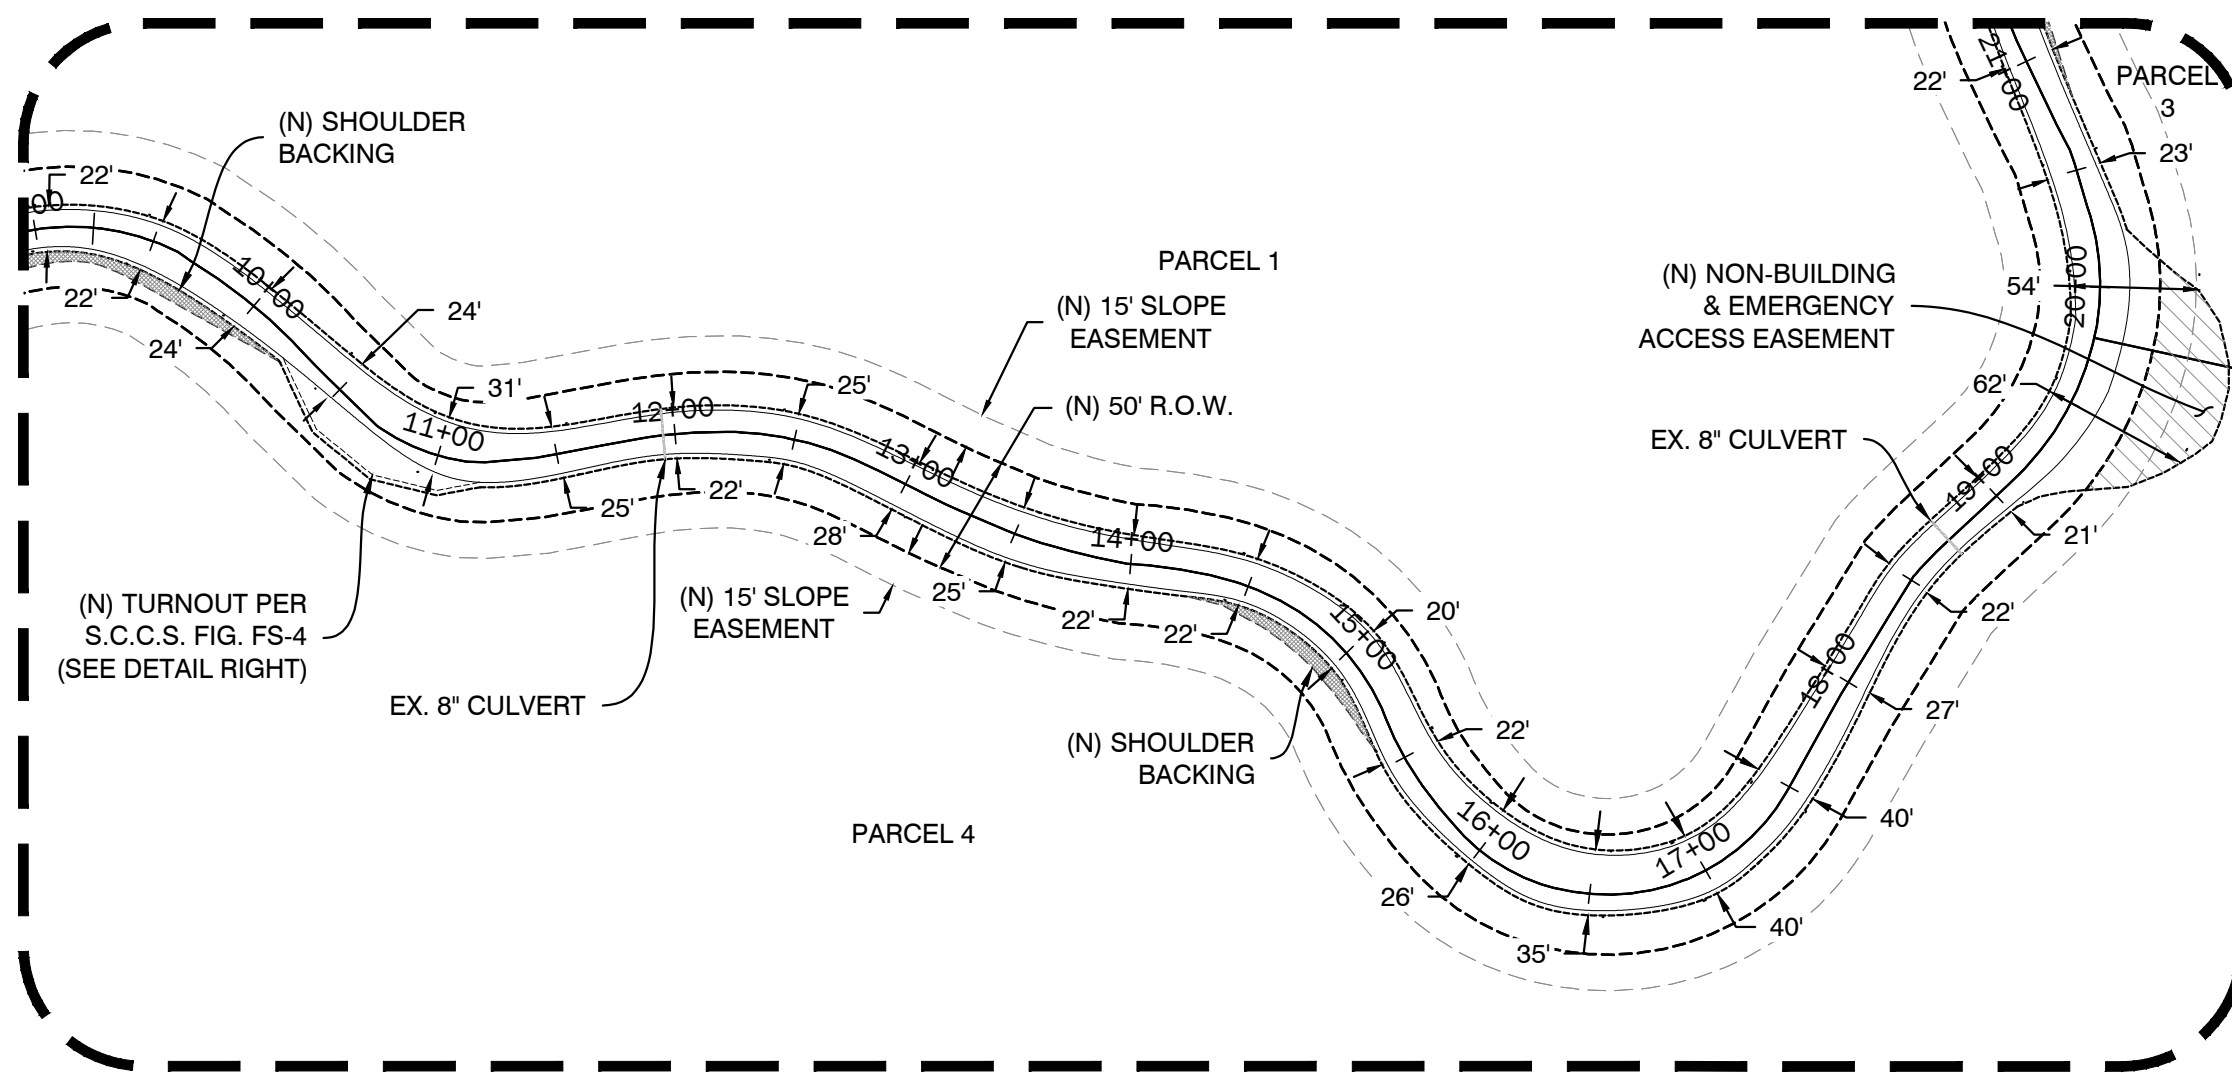 (N) SHOULDER
BACKING
22'
00
22'
24'
10+00
24'
31'
11+00
12+00
25'
13+00
25'
22'
28'
25'
PARCEL 1
(N) 15' SLOPE
EASEMENT
(N) 50' R.O.W.
14+00
22'
22'
(N) TURNOUT PER
S.C.C.S. FIG. FS-4
(SEE DETAIL RIGHT)
EX. 8" CULVERT
(N) 15' SLOPE
EASEMENT
PARCEL 4
15+00
20'
22'
(N) SHOULDER
BACKING
16+00
26'
35'
17+00
40'
40'
27'
18+00
22'
21'
19+00
EX. 8" CULVERT
62'
54'
20+00
(N) NON-BUILDING
& EMERGENCY
ACCESS EASEMENT
22'
21+00
23'
PARCEL
3